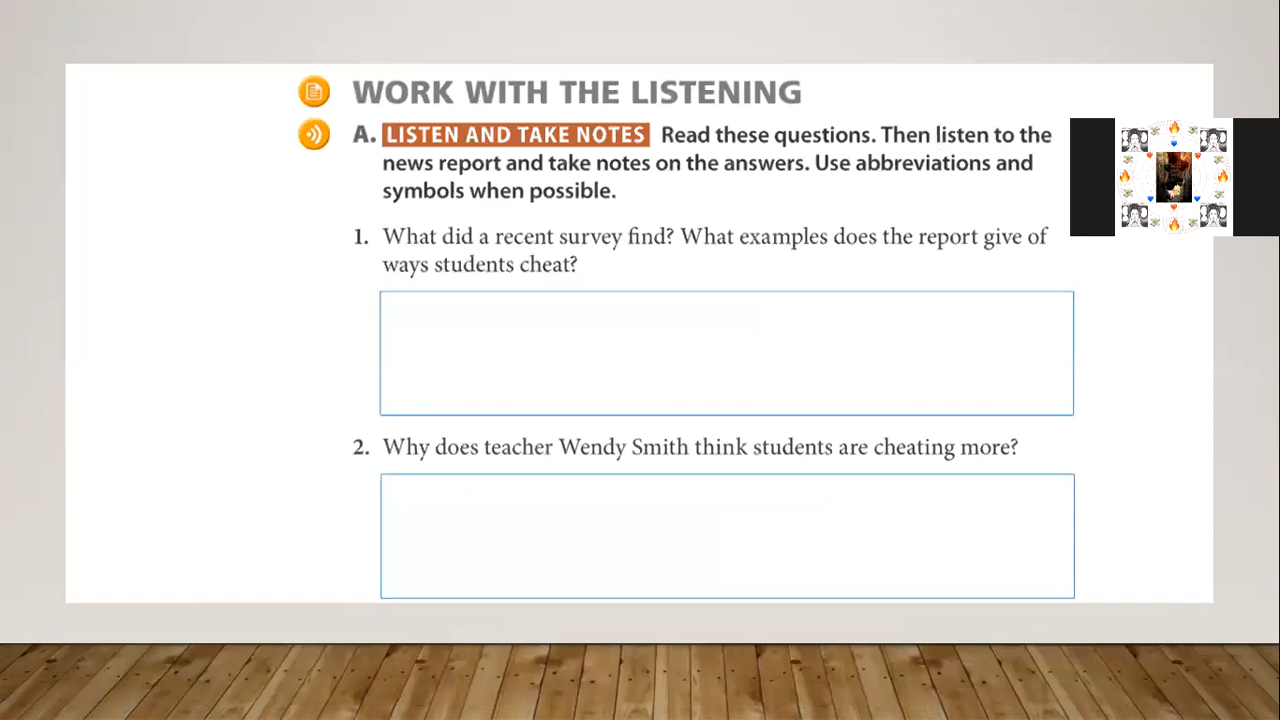 WORK WITH THE LISTENING
A. LISTEN AND TAKE NOTES Read these questions. Then listen to the
news report and take notes on the answers. Use abbreviations and
symbols when possible.
1. What did a recent survey find? What examples does the report give of
ways students cheat?
2. Why does teacher Wendy Smith think students are cheating more?